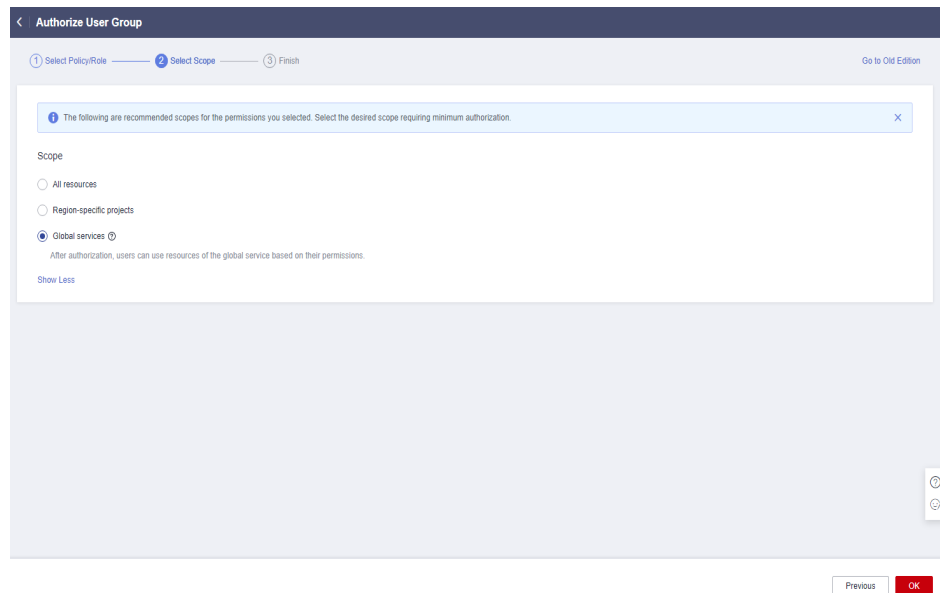 Authorize User Group
1 Select Policy/Role 2 Select Scope 3 Finish Go to Old Edition
The following are recommended scopes for the permissions you selected. Select the desired scope requiring minimum authorization.
Scope
All resources
Region-specific projects
Global services
After authorization, users can use resources of the global service based on their permissions.
Show Less
Previous OK